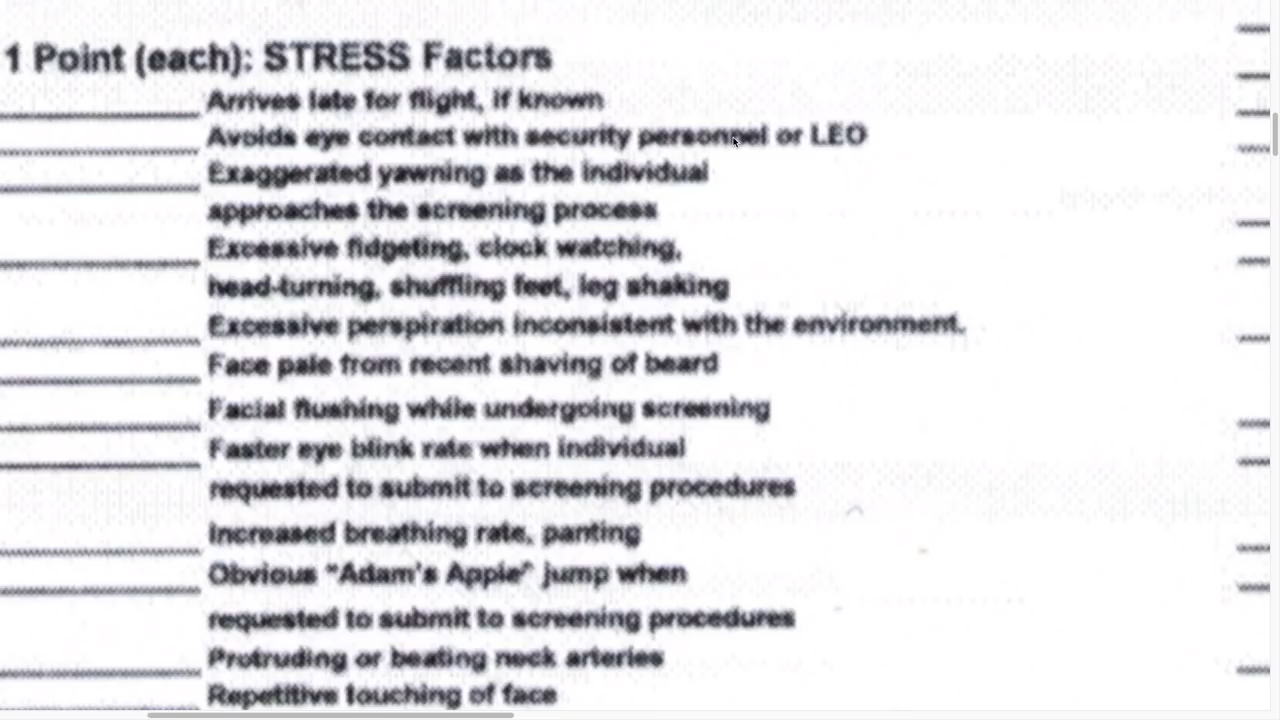 1 Point (each): STRESS Factors
Arrives late for flight, if known
Avoids eye contact with security personnel or LEO
Exaggerated yawning as the individual
approaches the screening process
Excessive fidgeting, clock watching,
head-turning, shuffling feet, leg shaking
Excessive perspiration inconsistent with the environment.
Face pale from recent shaving of beard
Facial flushing while undergoing screening
Faster eye blink rate when individual
requested to submit to screening procedures
Increased breathing rate, panting
Obvious "Adam's Apple" jump when
requested to submit to screening procedures
Protruding or beating neck arteries
Repetitive touching of face